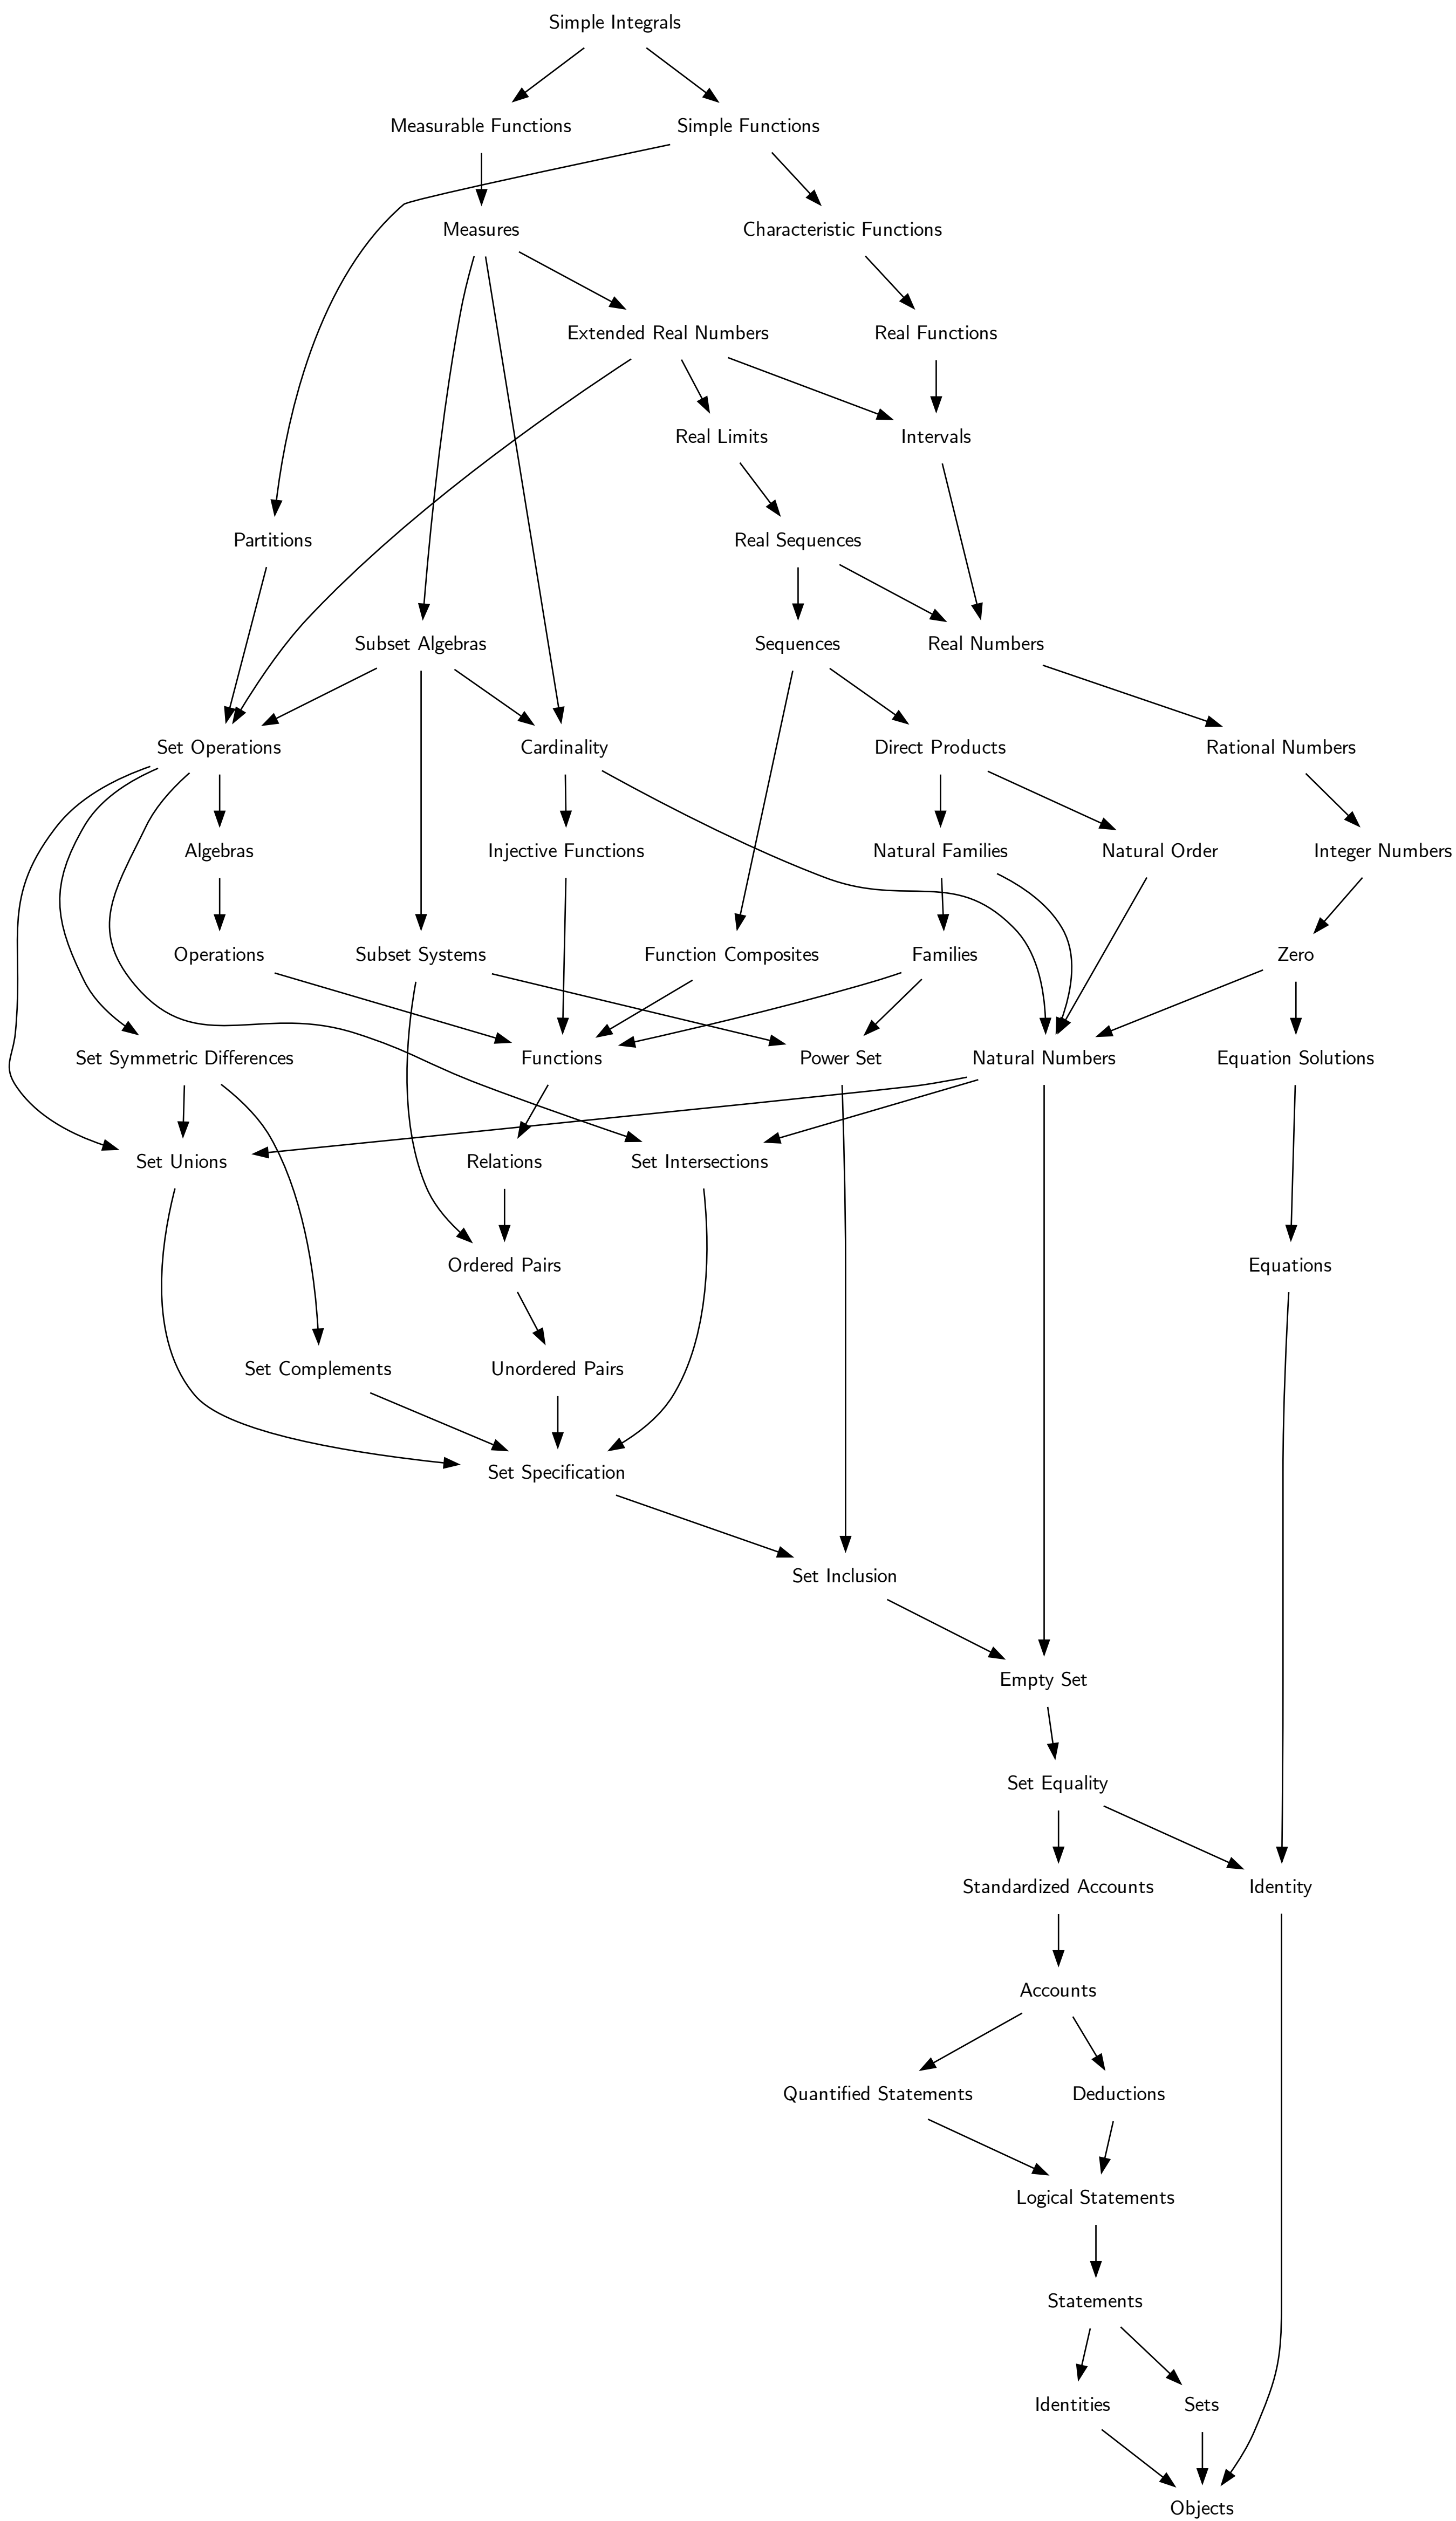 Simple Integrals
Measurable Functions
Simple Functions
Measures
Characteristic Functions
Extended Real Numbers
Real Functions
Real Limits
Intervals
Partitions
Real Sequences
Subset Algebras
Sequences
Real Numbers
Set Operations
Cardinality
Direct Products
Rational Numbers
Algebras
Injective Functions
Natural Families
Natural Order
Integer Numbers
Operations
Subset Systems
Function Composites
Families
Zero
Set Symmetric Differences
Functions
Power Set
Natural Numbers
Equation Solutions
Set Unions
Relations
Set Intersections
Ordered Pairs
Equations
Set Complements
Unordered Pairs
Set Specification
Set Inclusion
Empty Set
Set Equality
Standardized Accounts
Identity
Accounts
Quantified Statements
Deductions
Logical Statements
Statements
Identities
Sets
Objects